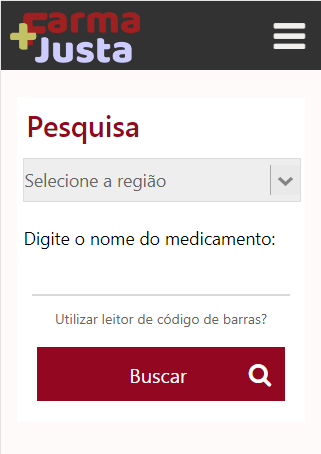 Farma
+Justa
Pesquisa
Selecione a região
Digite o nome do medicamento:
Utilizar leitor de código de barras?
Buscar